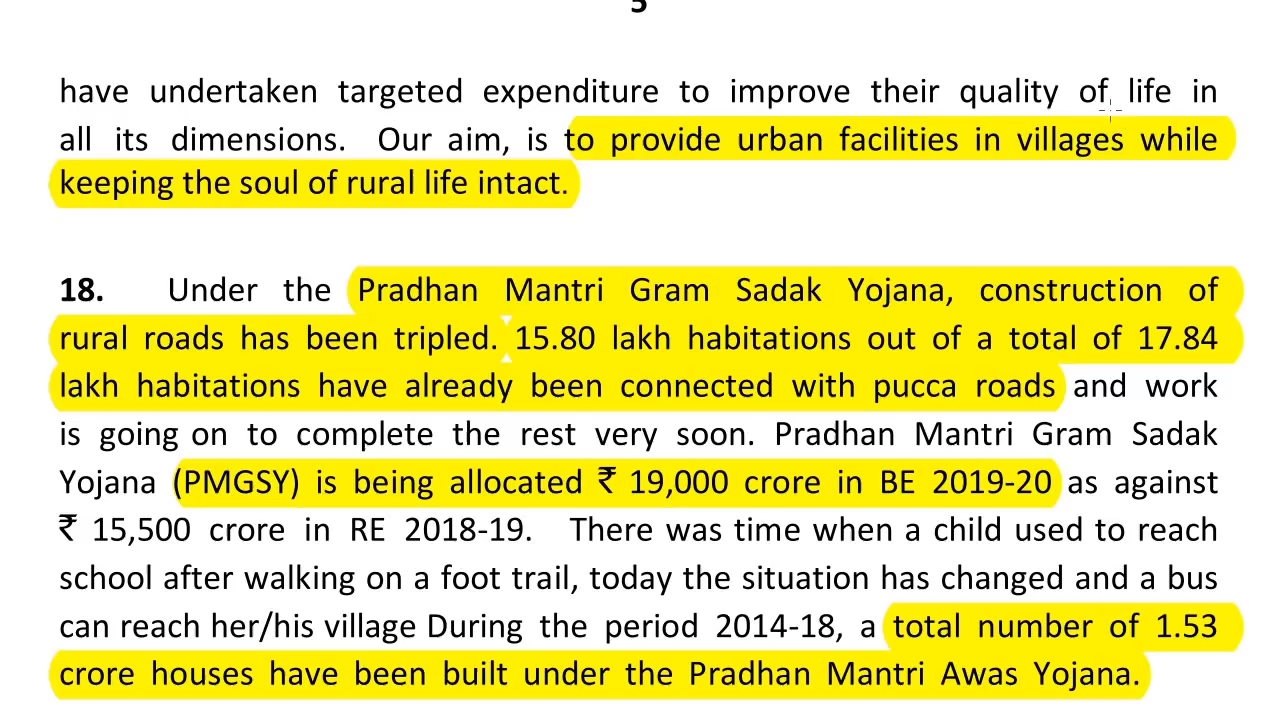 5
have undertaken targeted expenditure to improve their quality of life in
all its dimensions. Our aim, is to provide urban facilities in villages while
keeping the soul of rural life intact.
18. Under the Pradhan Mantri Gram Sadak Yojana, construction of
rural roads has been tripled. 15.80 lakh habitations out of a total of 17.84
lakh habitations have already been connected with pucca roads and work
is going on to complete the rest very soon. Pradhan Mantri Gram Sadak
Yojana (PMGSY) is being allocated ₹ 19,000 crore in BE 2019-20 as against
₹ 15,500 crore in RE 2018-19. There was time when a child used to reach
school after walking on a foot trail, today the situation has changed and a bus
can reach her/his village During the period 2014-18, a total number of 1.53
crore houses have been built under the Pradhan Mantri Awas Yojana.